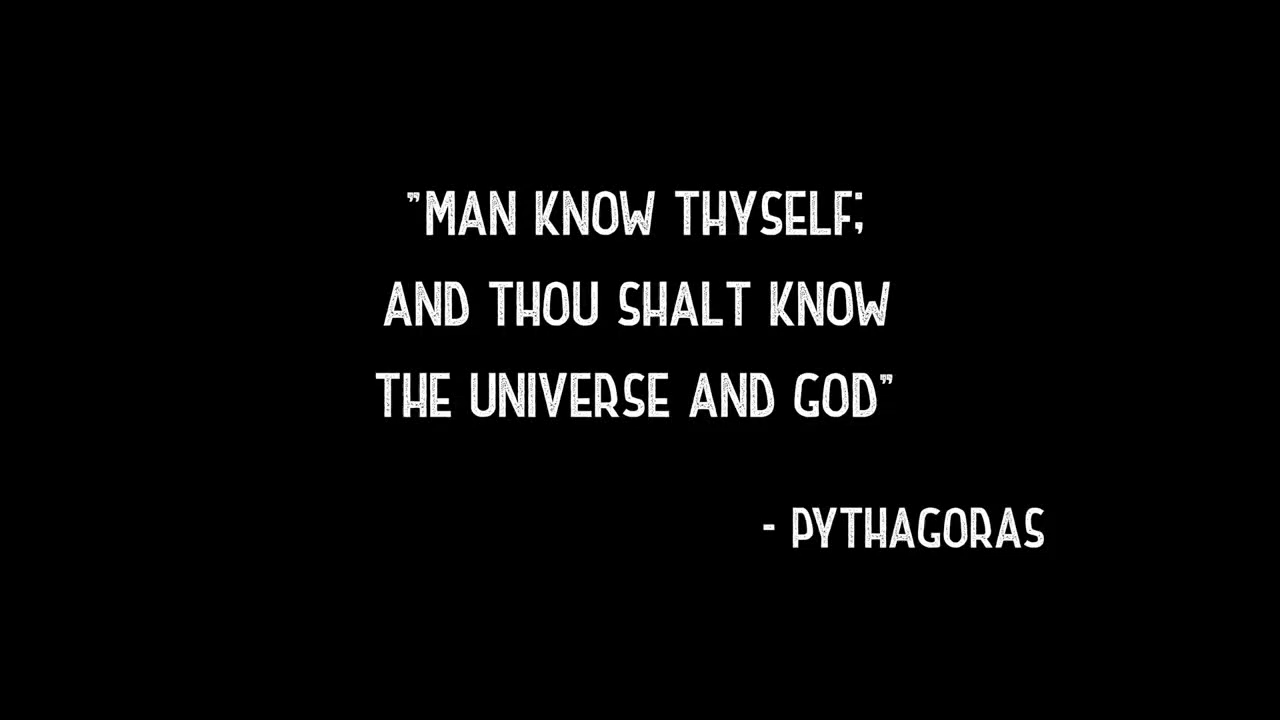 "MAN KNOW THYSELF;
AND THOU SHALT KNOW
THE UNIVERSE AND GOD"
- PYTHAGORAS